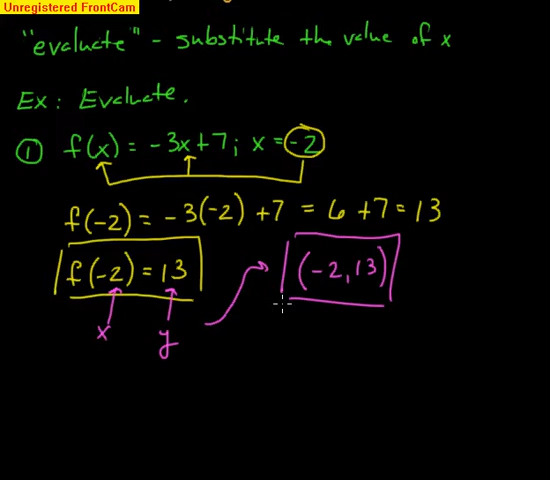 Unregistered FrontCam
"evaluate" - substitute the value of x
Ex: Evaluate.
① f(x) = -3x+7; x = -2
f(-2) = -3(-2) +7 = 6 +7 = 13
f(-2) = 13 (-2, 13)
x y